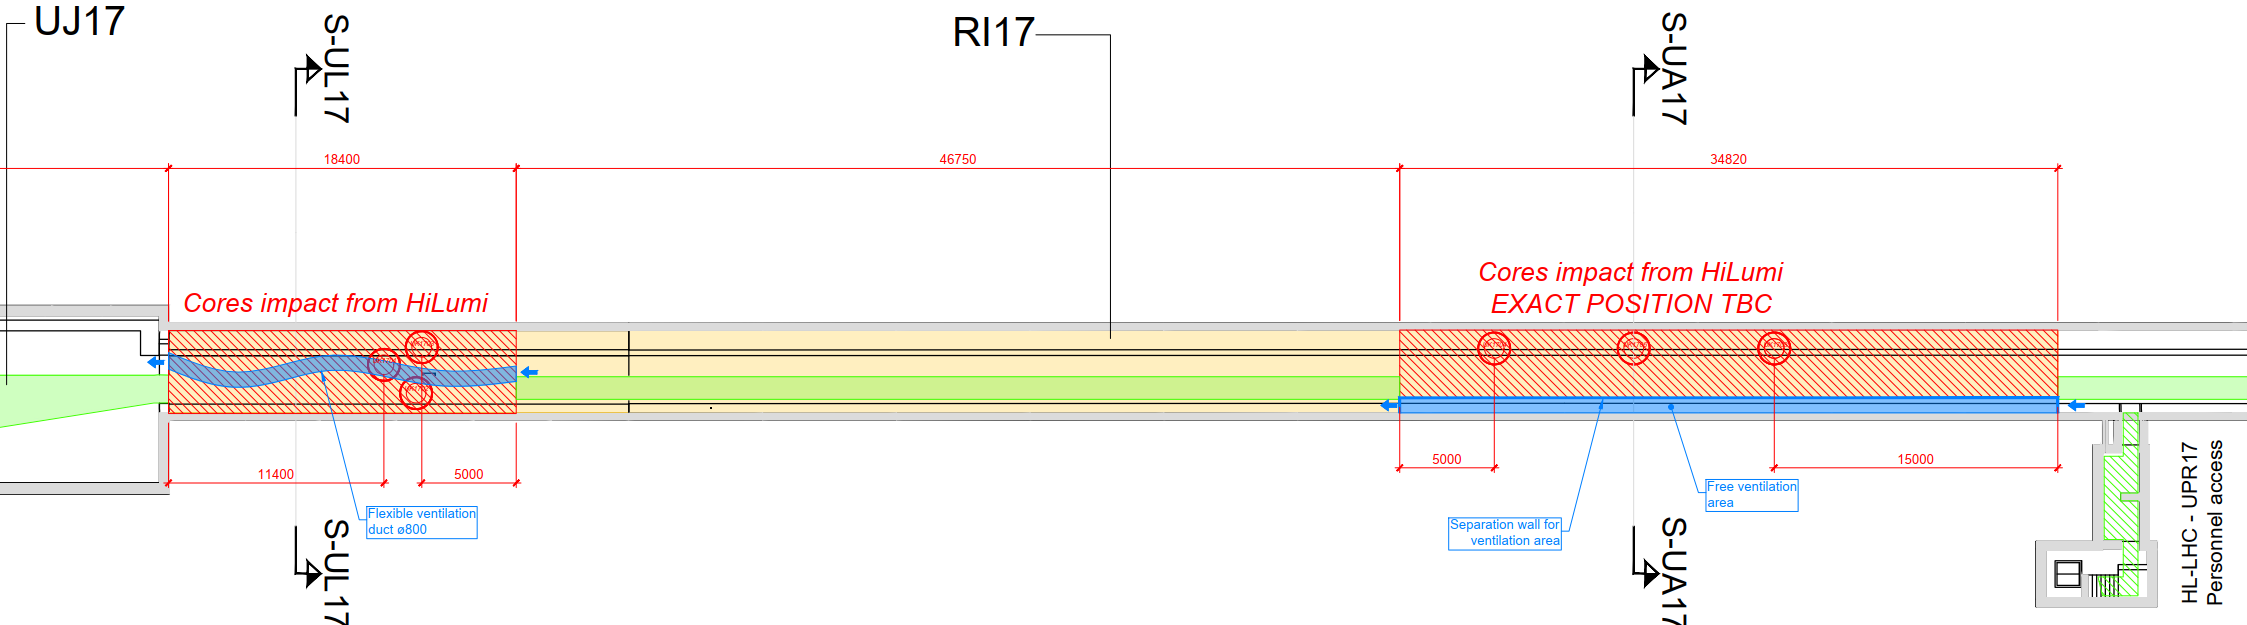 UJ17
S-UL17
RI17
S-UA17
18400
46750
34820
Cores impact from HiLumi
Cores impact from HiLumi
EXACT POSITION TBC
11400
5000
5000
15000
Flexible ventilation
duct ø800
Separation wall for
ventilation area
Free ventilation
area
S-UL17
S-UA17
HL-LHC - UPR17
Personnel access